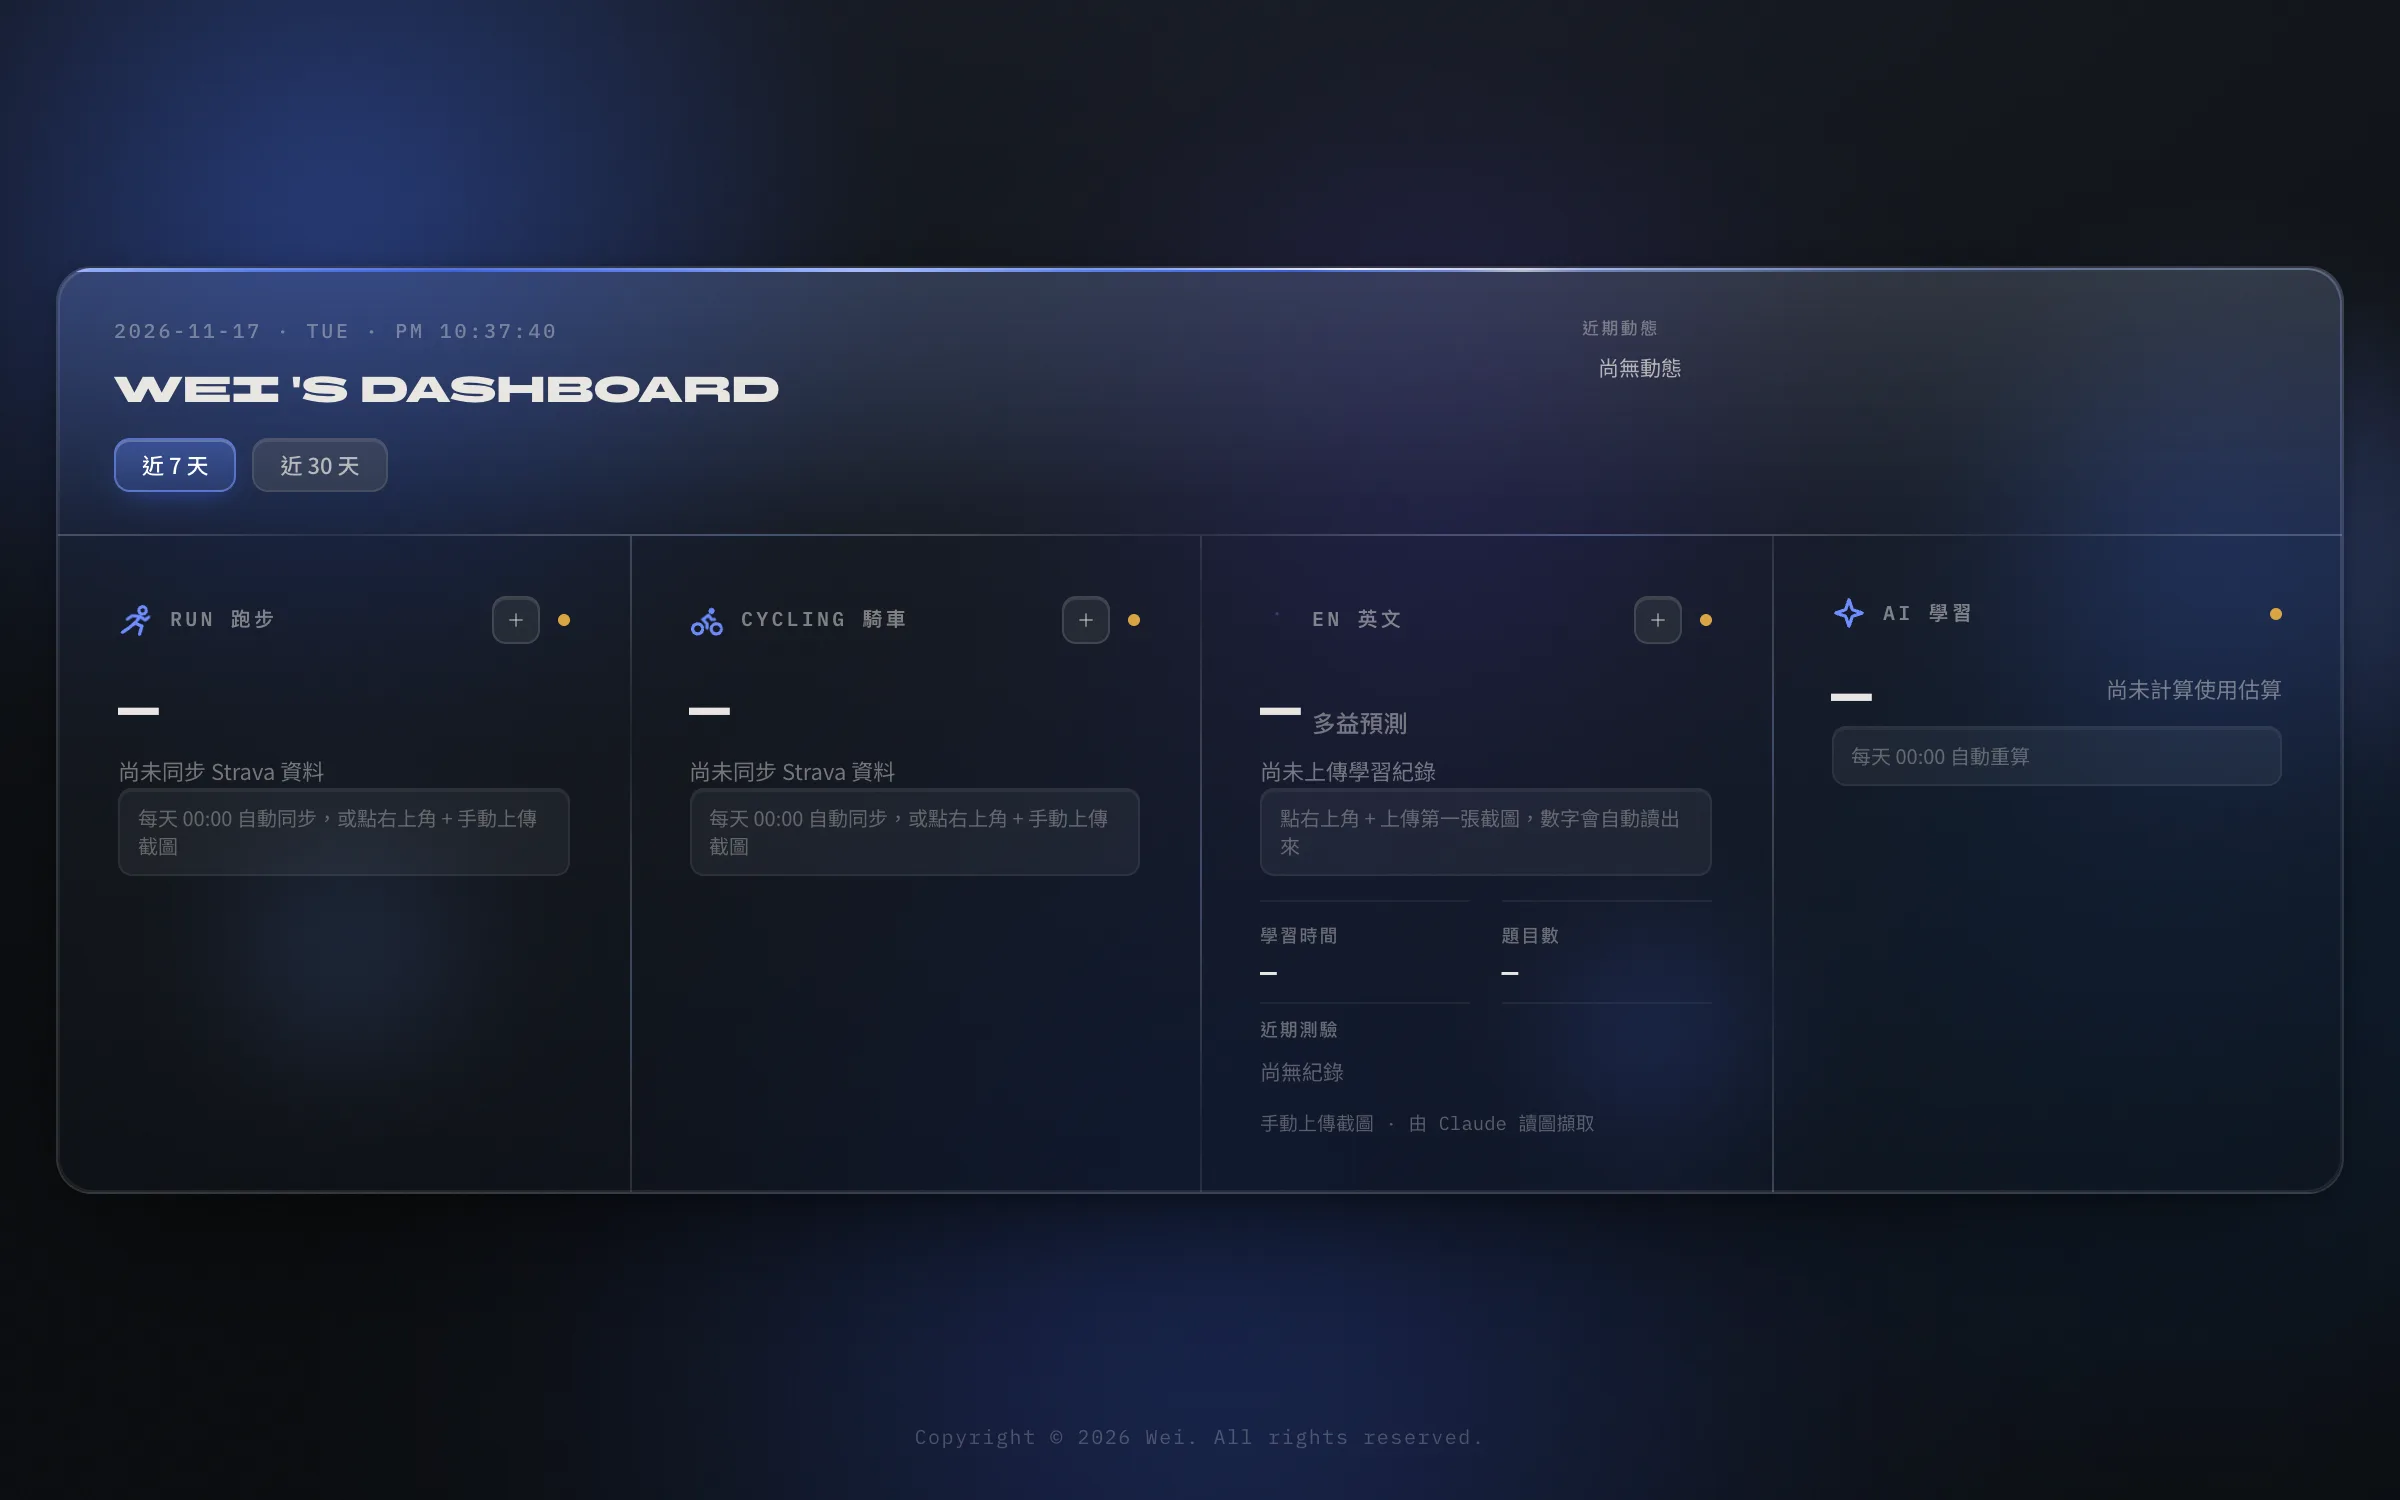 2026-11-17 · TUE · PM 10:37:40
WEI 'S DASHBOARD
近 7 天
近 30 天
近期動態
尚無動態
RUN 跑步
+
—
尚未同步 Strava 資料
每天 00:00 自動同步，或點右上角 + 手動上傳
截圖
CYCLING 騎車
+
—
尚未同步 Strava 資料
每天 00:00 自動同步，或點右上角 + 手動上傳
截圖
EN 英文
+
— 多益預測
尚未上傳學習紀錄
點右上角 + 上傳第一張截圖，數字會自動讀出
來
學習時間
—
題目數
—
近期測驗
尚無紀錄
手動上傳截圖 · 由 Claude 讀圖擷取
AI 學習
—
尚未計算使用估算
每天 00:00 自動重算
Copyright © 2026 Wei. All rights reserved.